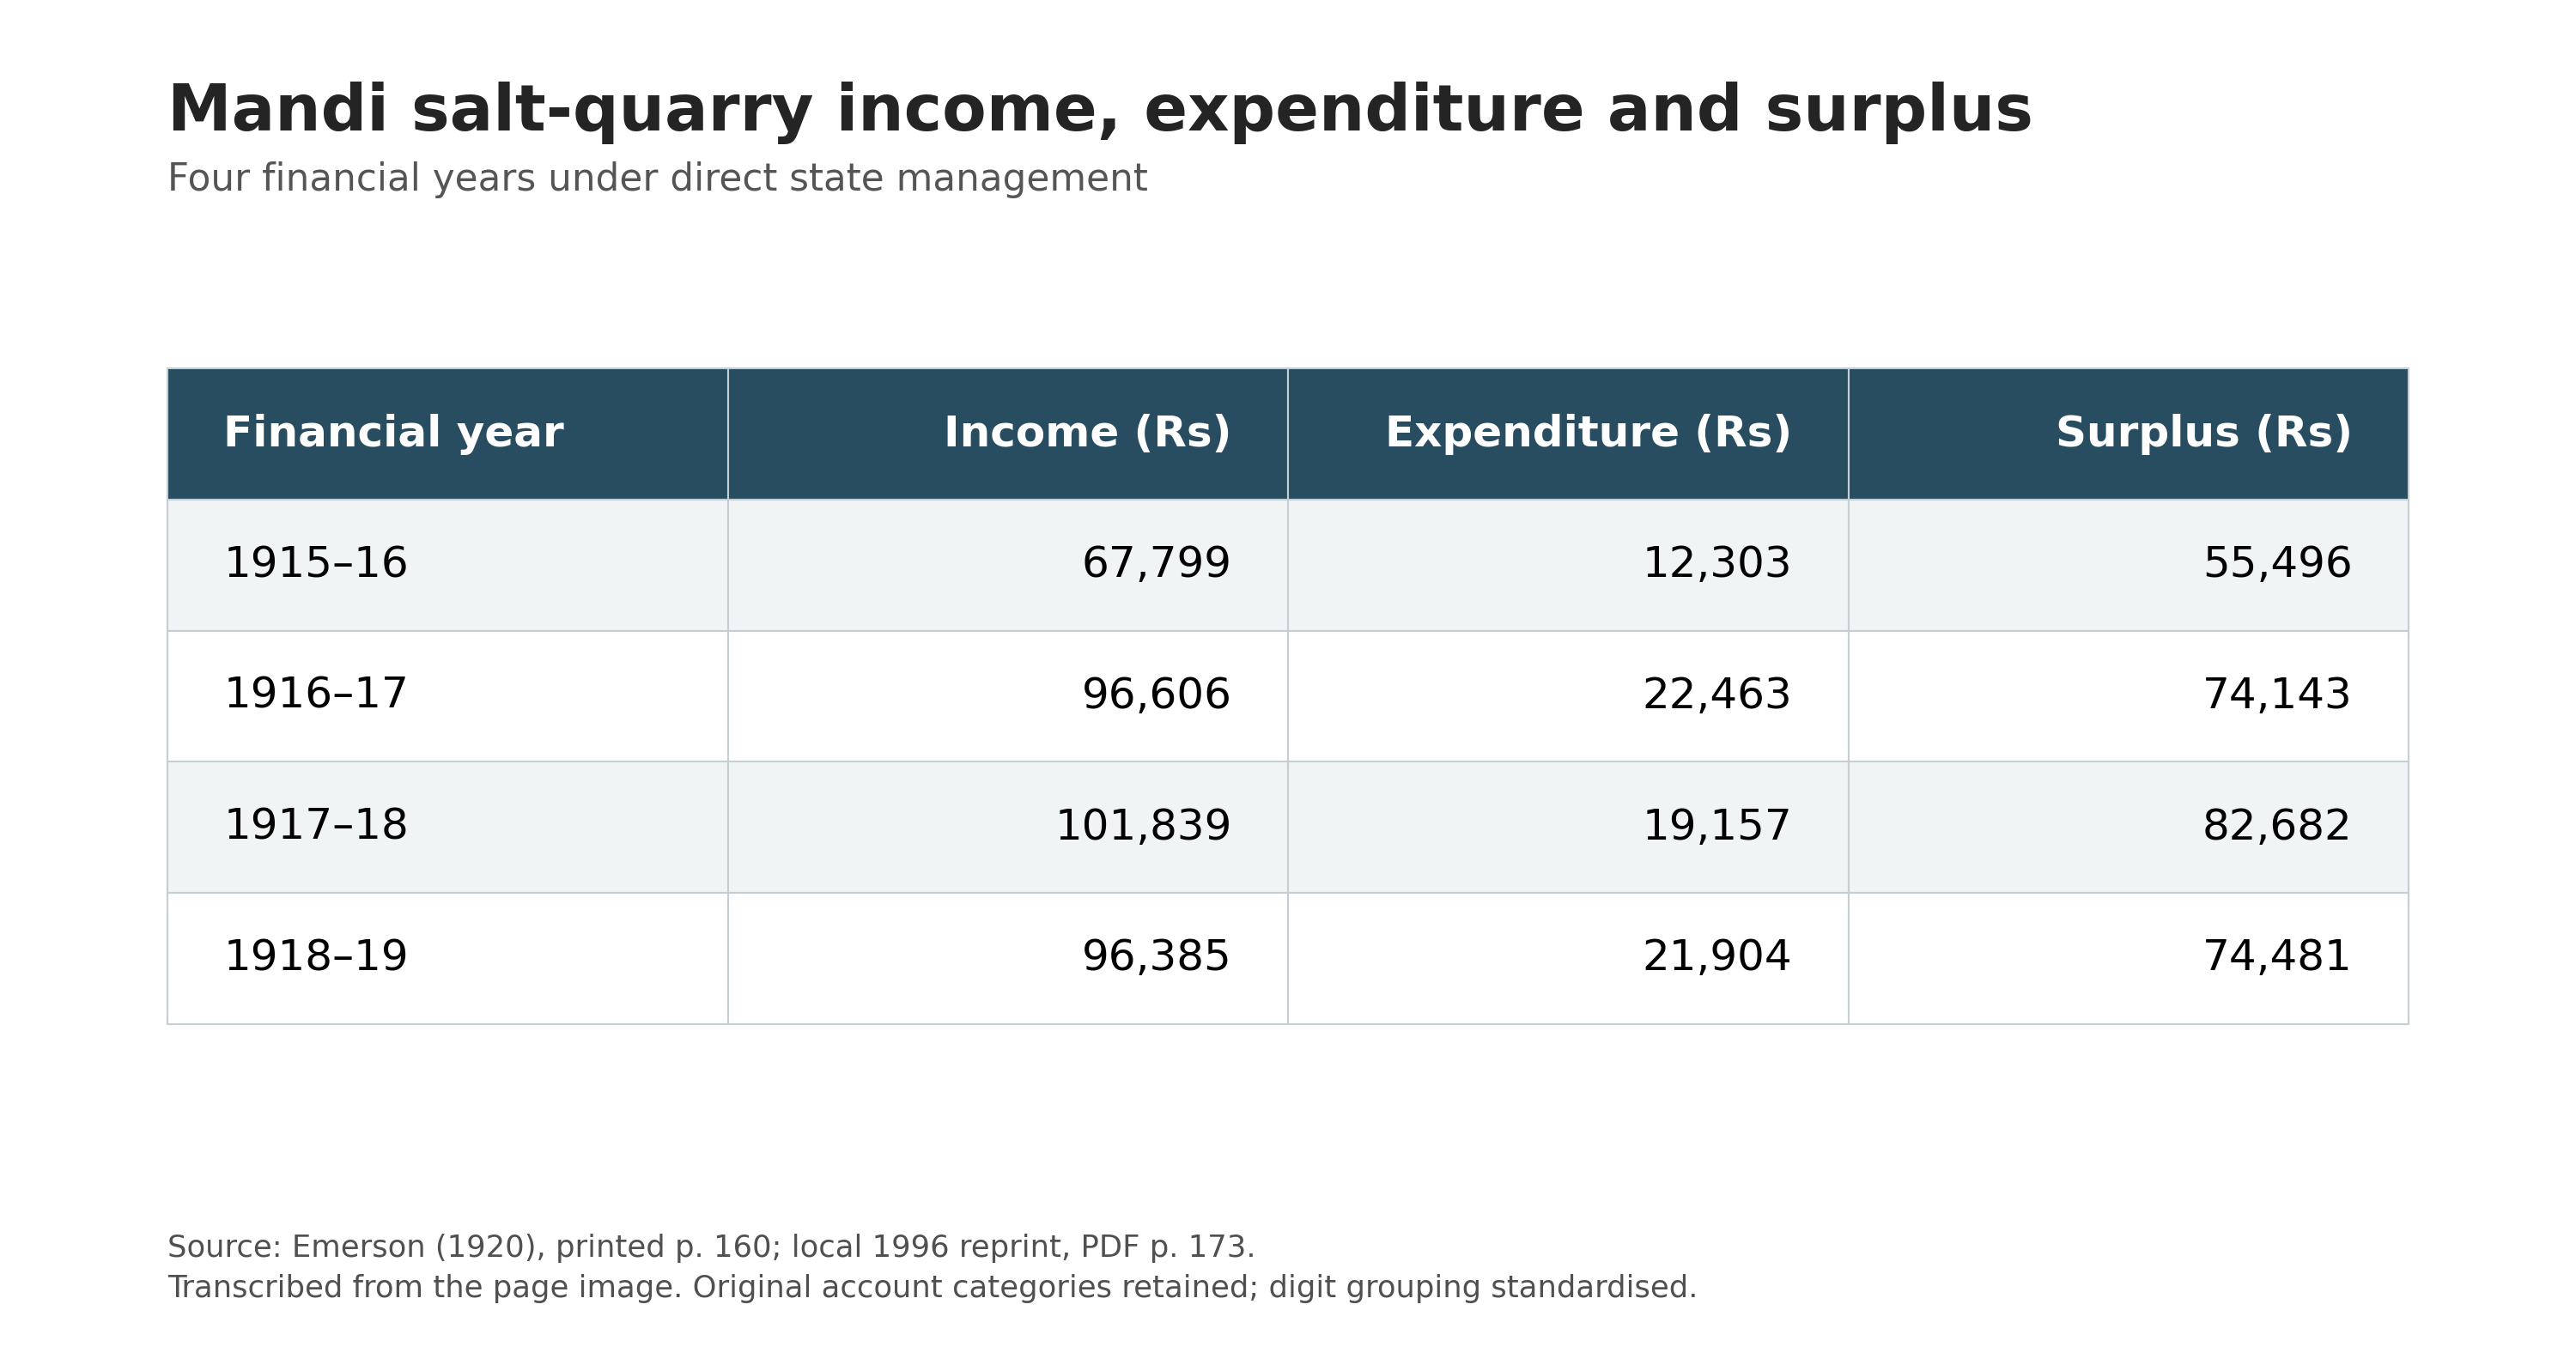 Mandi salt-quarry income, expenditure and surplus
Four financial years under direct state management
Financial year Income (Rs) Expenditure (Rs) Surplus (Rs)
1915–16 67,799 12,303 55,496
1916–17 96,606 22,463 74,143
1917–18 101,839 19,157 82,682
1918–19 96,385 21,904 74,481
Source: Emerson (1920), printed p. 160; local 1996 reprint, PDF p. 173.
Transcribed from the page image. Original account categories retained; digit grouping standardised.